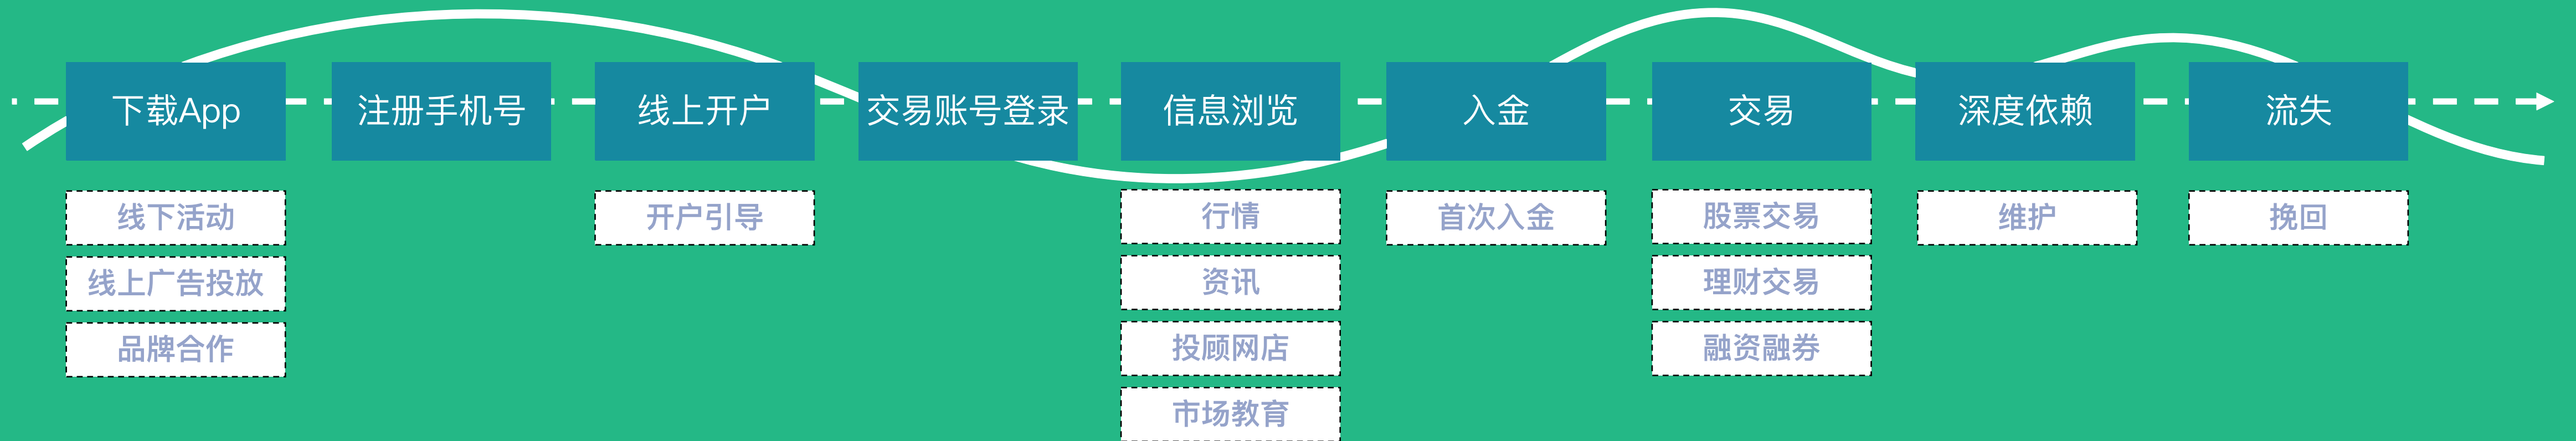 下载App
注册手机号
线上开户
交易账号登录
信息浏览
入金
交易
深度依赖
流失
线下活动
线上广告投放
品牌合作
开户引导
行情
资讯
投顾网店
市场教育
首次入金
股票交易
理财交易
融资融券
维护
挽回